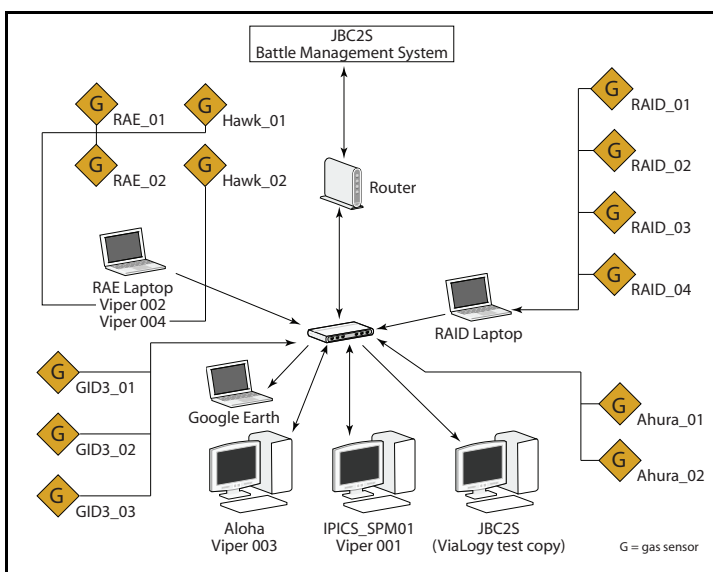 JBC2S
Battle Management System
G
RAE_01
G
Hawk_01
G
RAE_02
G
Hawk_02
Router
G
RAID_01
G
RAID_02
G
RAID_03
G
RAID_04
RAE Laptop
Viper 002
Viper 004
RAID Laptop
G
GID3_01
G
GID3_02
G
GID3_03
Google Earth
G
Ahura_01
G
Ahura_02
Aloha
Viper 003
IPICS_SPM01
Viper 001
JBC2S
(ViaLogy test copy)
G = gas sensor